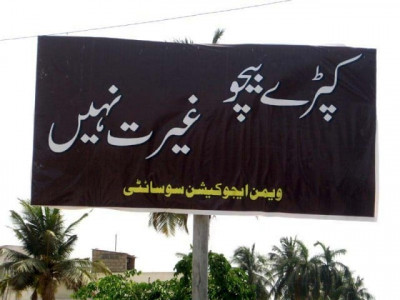 کپڑے بیچو
غیرت نہیں
ویمن ایجوکیشن سوسائٹی